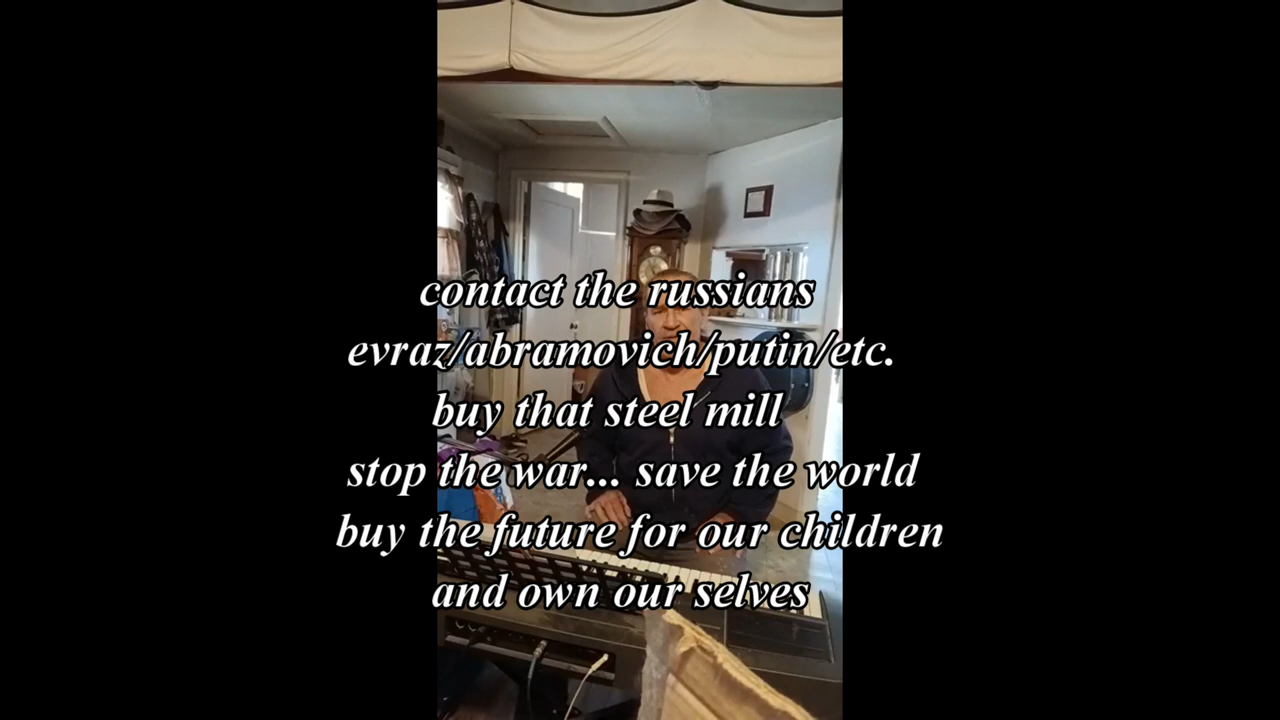 contact the russians
evraz/abramovich/putin/etc.
buy that steel mill
stop the war... save the world
buy the future for our children
and own our selves